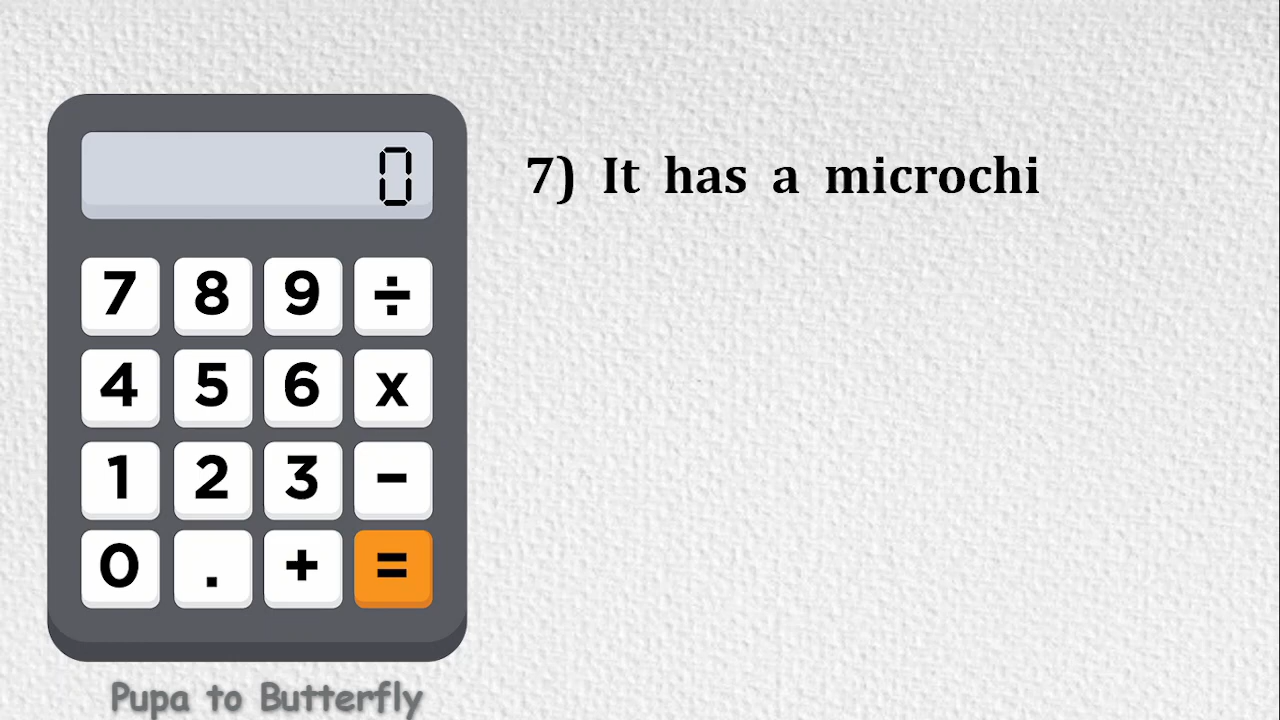 0
7) It has a microchi
7 8 9 ÷
4 5 6 x
1 2 3 −
0 . + =
Pupa to Butterfly